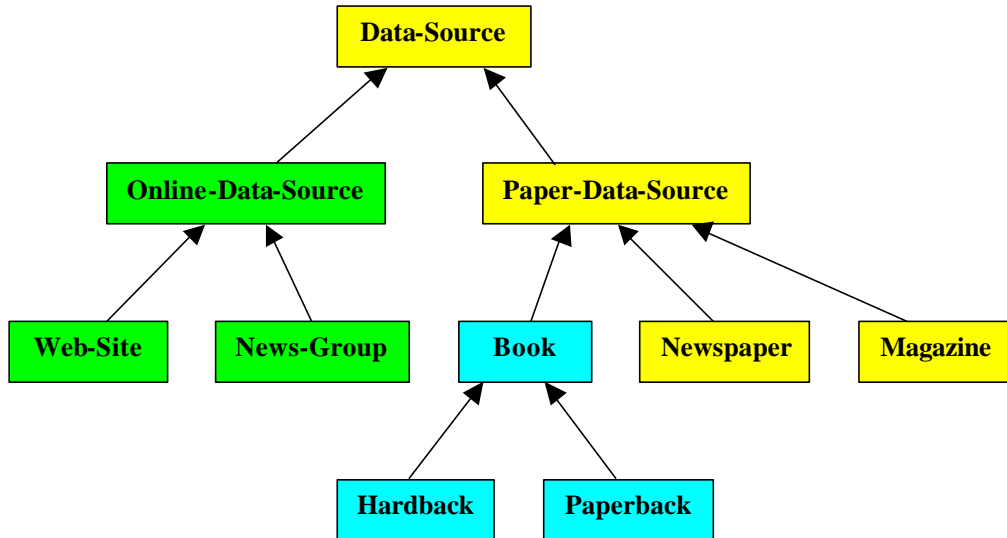 Data-Source
Online-Data-Source
Paper-Data-Source
Web-Site
News-Group
Book
Newspaper
Magazine
Hardback
Paperback